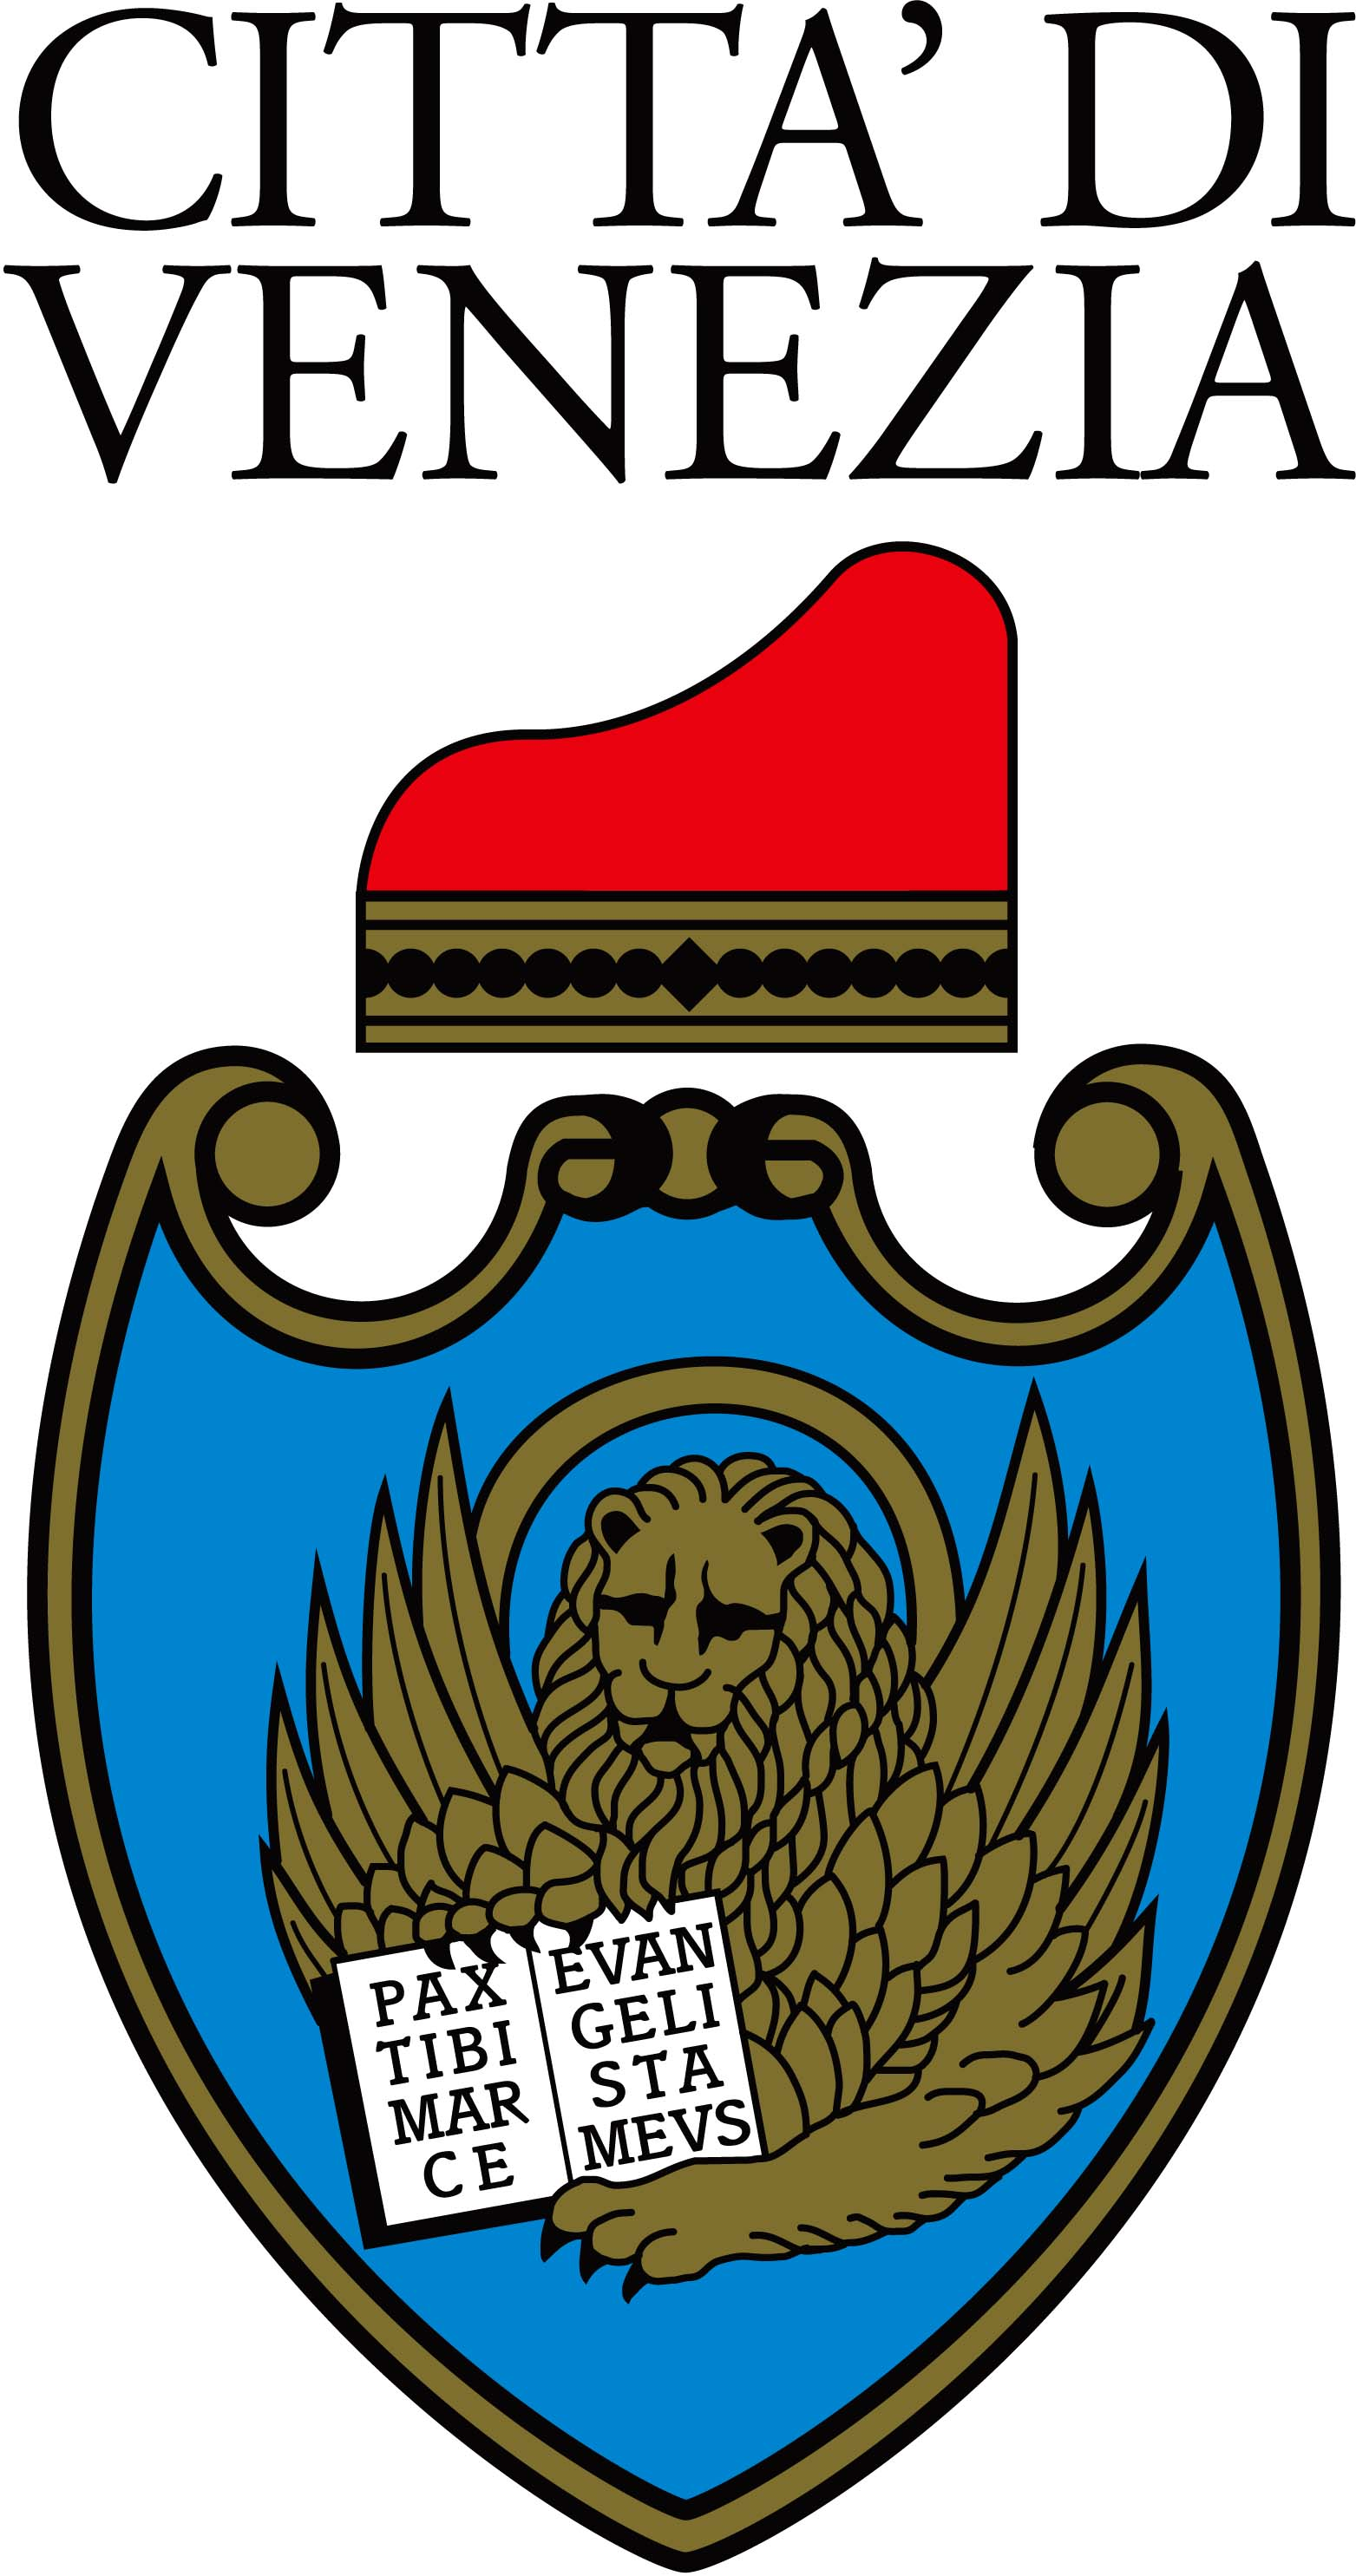 CITTA' DI
VENEZIA
PAX
TIBI
MAR
CE
EVAN
GELI
STA
MEVS